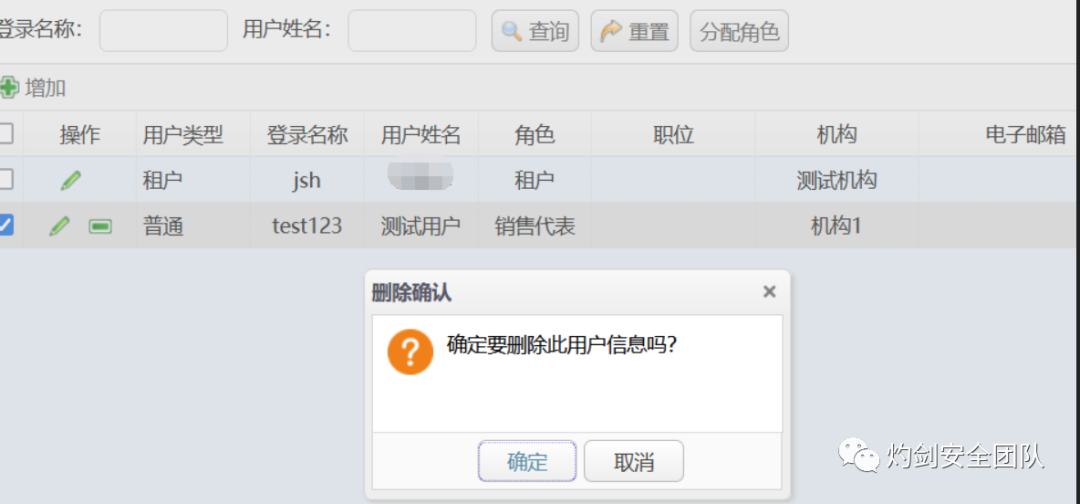 登录名称： 用户姓名： 查询 重置 分配角色
增加
操作 用户类型 登录名称 用户姓名 角色 职位 机构 电子邮箱
租户 jsh 租户 测试机构
普通 test123 测试用户 销售代表 机构1
删除确认 ×
确定要删除此用户信息吗?
确定 取消
灼剑安全团队